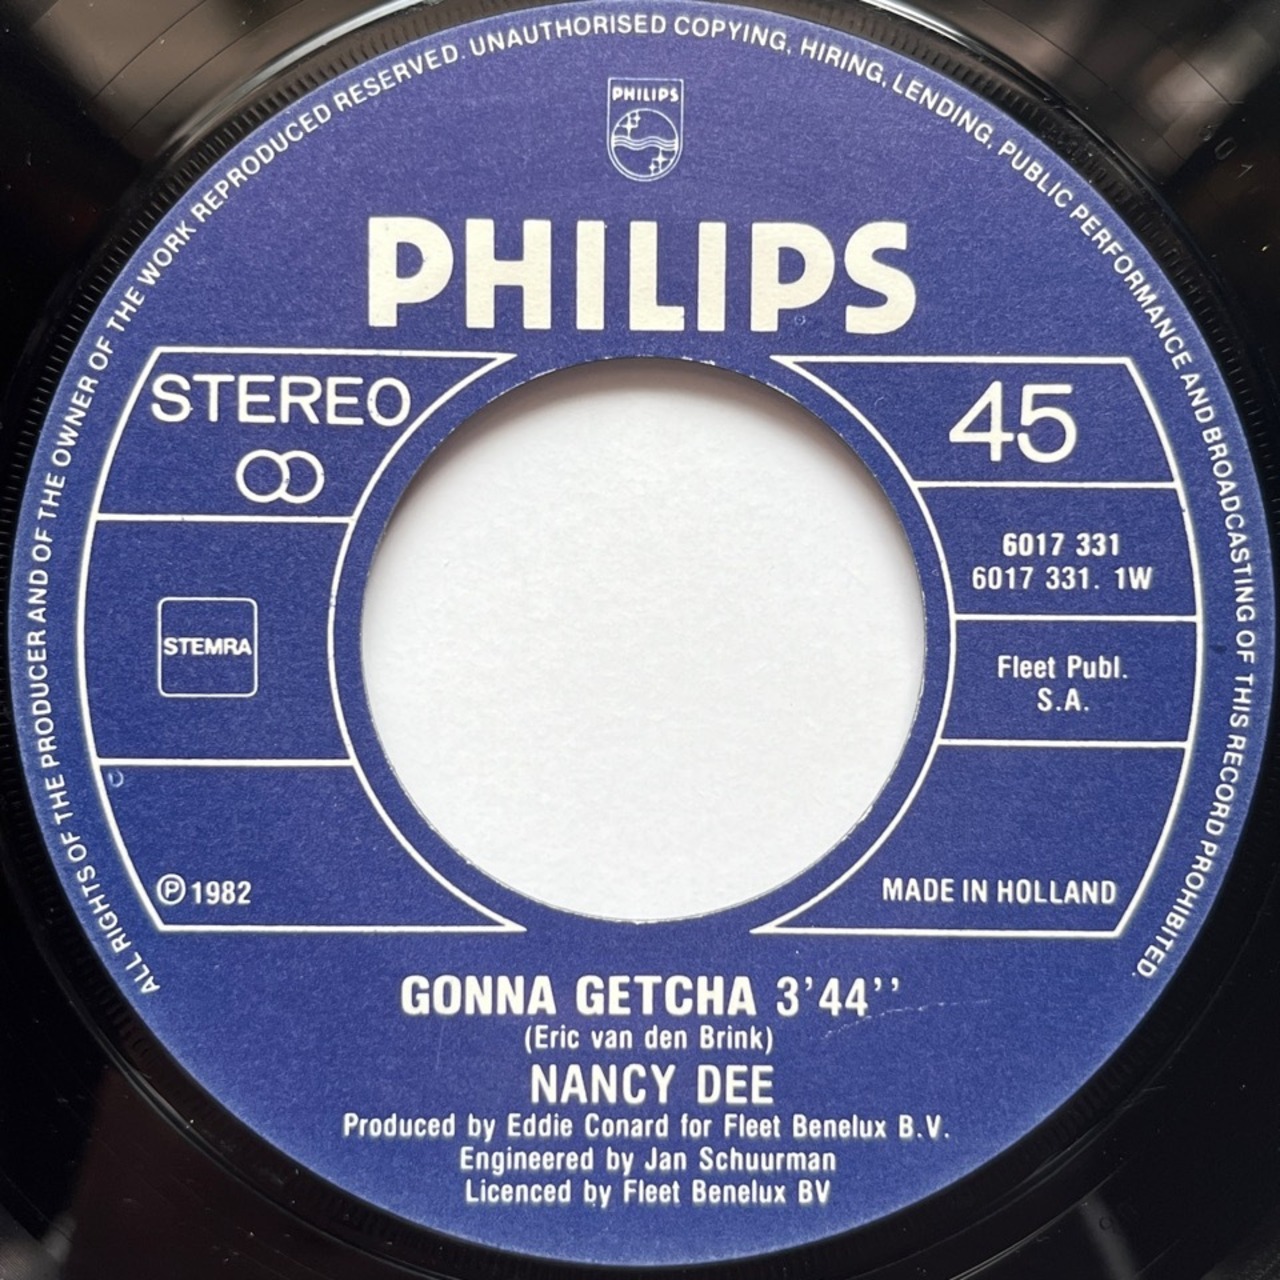 ALL RIGHTS OF THE PRODUCER AND OF THE OWNER OF THE WORK REPRODUCED RESERVED. UNAUTHORISED COPYING, HIRING, LENDING, PUBLIC PERFORMANCE AND BROADCASTING OF THIS RECORD PROHIBITED.
PHILIPS
PHILIPS
STEREO
45
6017 331
6017 331. 1W
STEMRA
Fleet Publ.
S.A.
Ⓟ 1982
MADE IN HOLLAND
GONNA GETCHA 3'44''
(Eric van den Brink)
NANCY DEE
Produced by Eddie Conard for Fleet Benelux B.V.
Engineered by Jan Schuurman
Licenced by Fleet Benelux BV